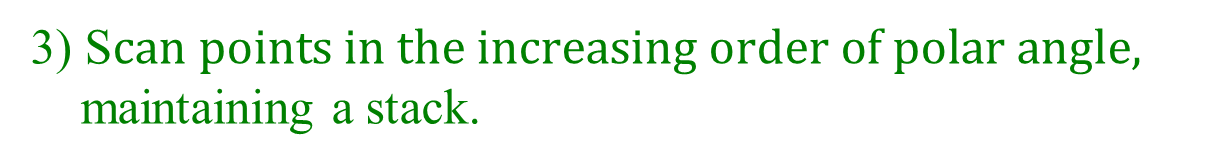 3) Scan points in the increasing order of polar angle,
maintaining a stack.